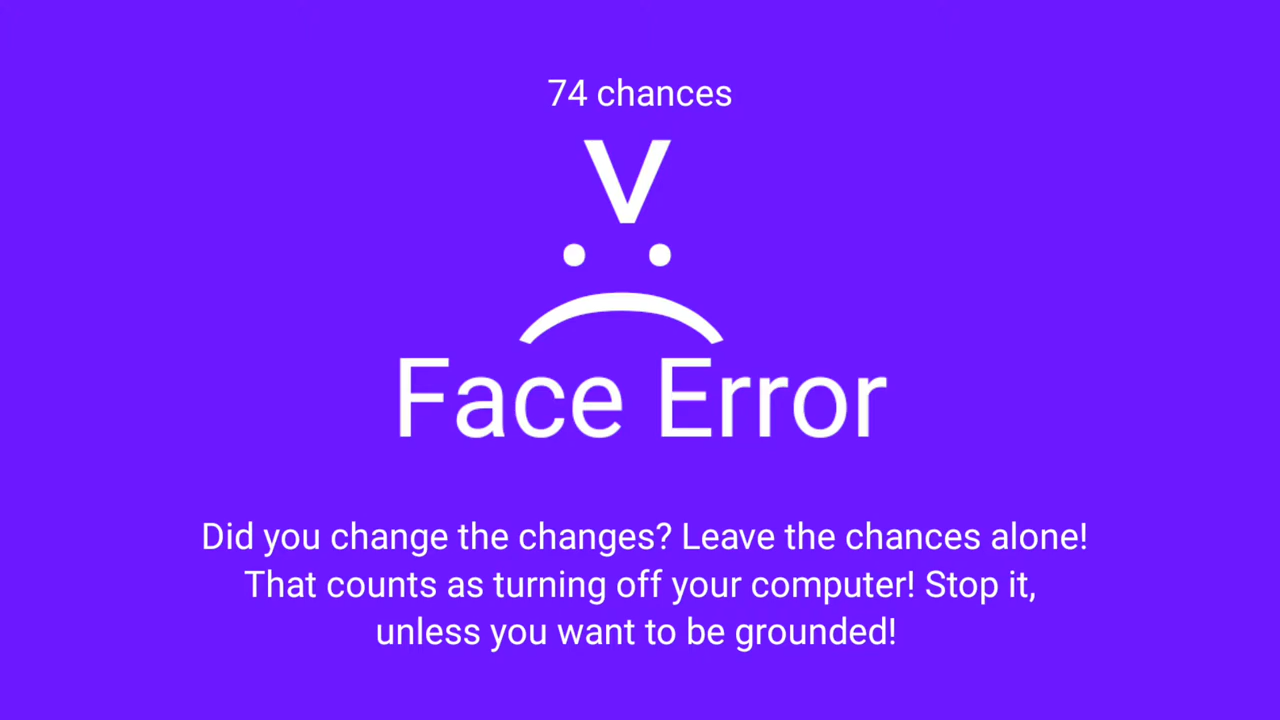 74 chances
Face Error
Did you change the changes? Leave the chances alone!
That counts as turning off your computer! Stop it,
unless you want to be grounded!